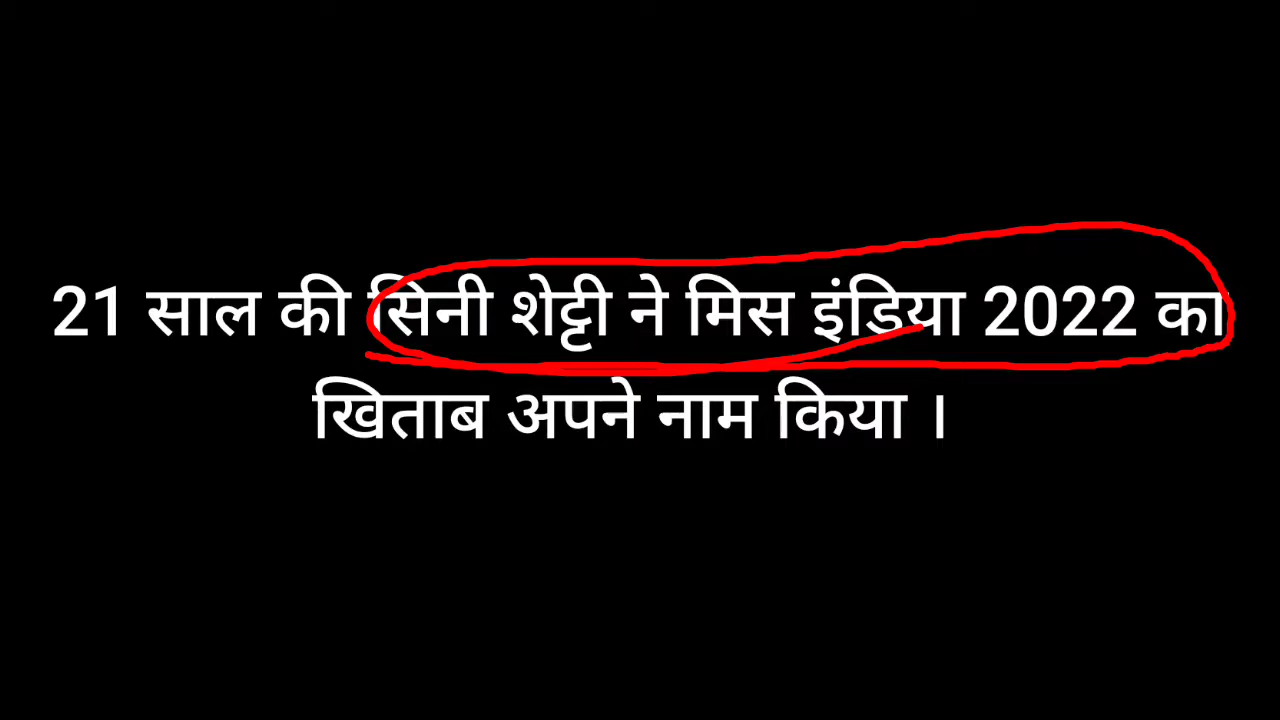 21 साल की सिनी शेट्टी ने मिस इंडिया 2022 का
खिताब अपने नाम किया ।